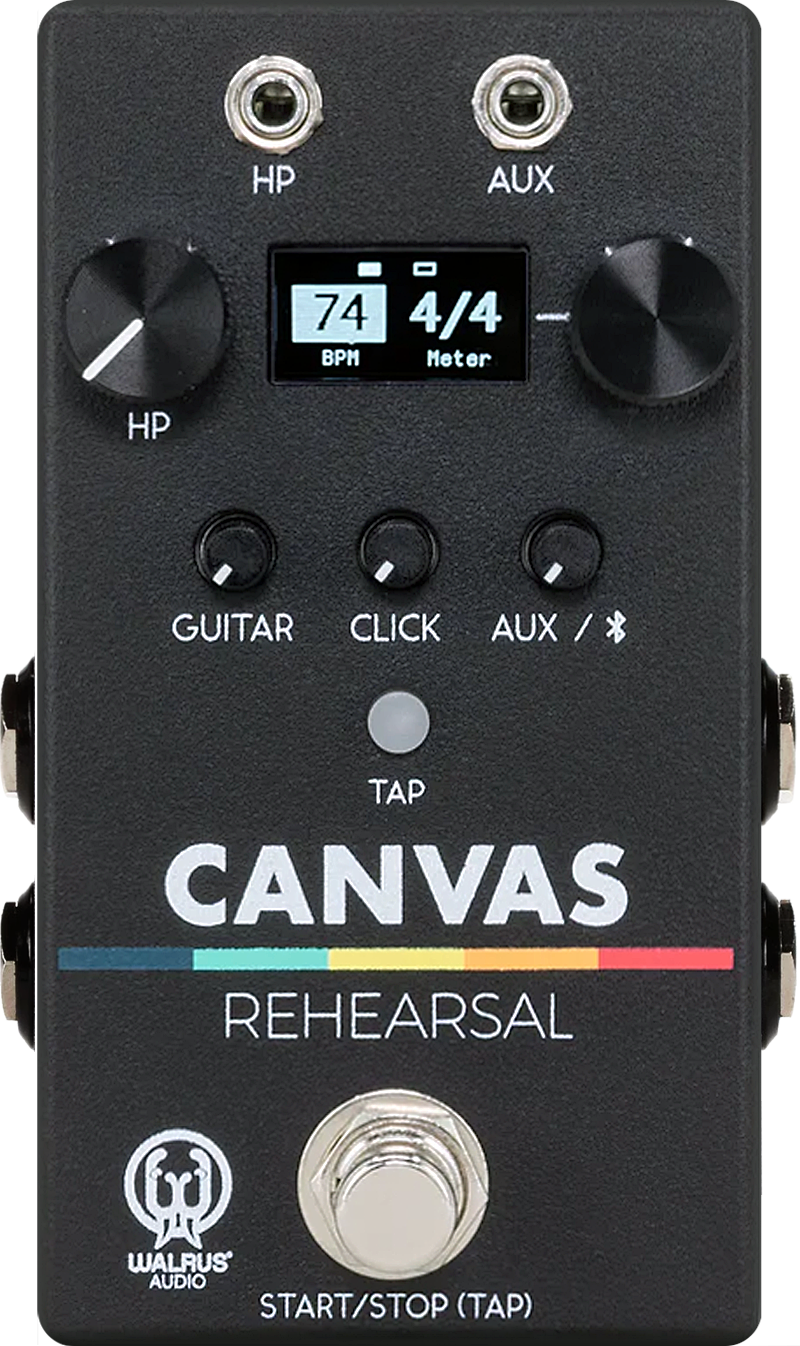 HP AUX
74 4/4
BPM Meter
HP
GUITAR CLICK AUX /
TAP
CANVAS
REHEARSAL
WALRUS
AUDIO
START/STOP (TAP)